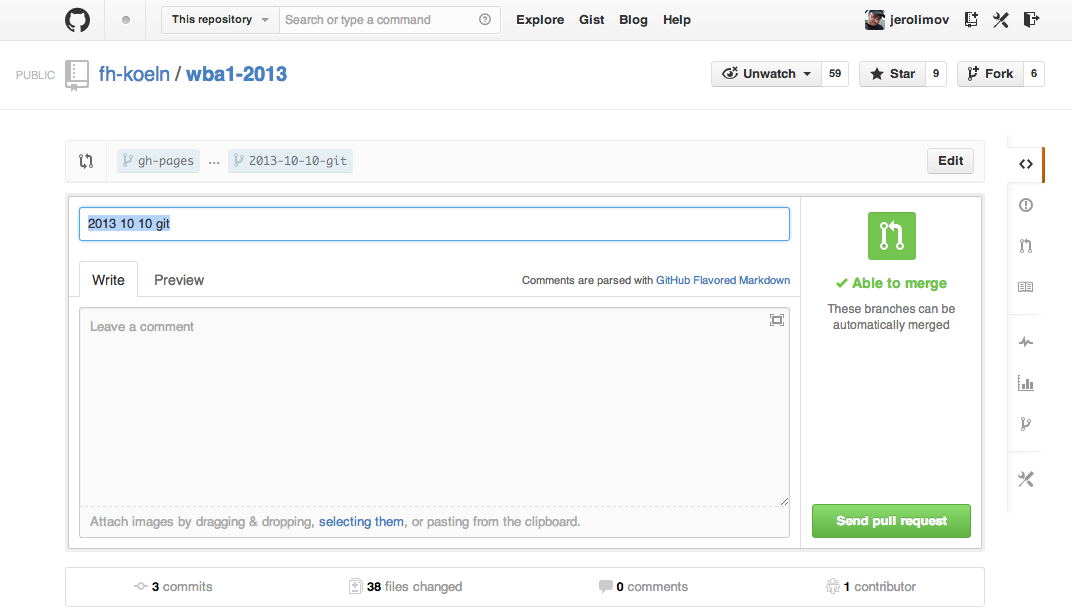 This repository Search or type a command Explore Gist Blog Help jerolimov
PUBLIC fh-koeln / wba1-2013 Unwatch 59 Star 9 Fork 6
gh-pages ... 2013-10-10-git Edit
2013 10 10 git
Write Preview Comments are parsed with GitHub Flavored Markdown
Able to merge
These branches can be
automatically merged
Leave a comment
Attach images by dragging & dropping, selecting them, or pasting from the clipboard.
Send pull request
3 commits 38 files changed 0 comments 1 contributor